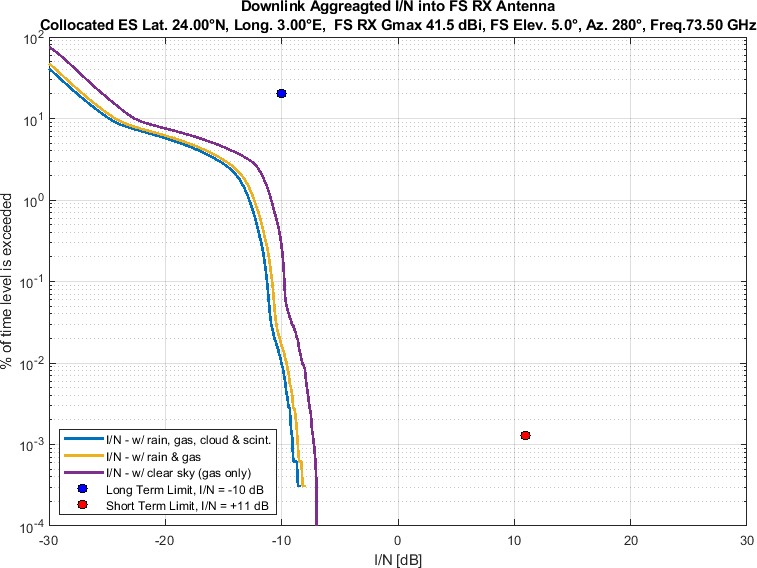 Downlink Aggreagted I/N into FS RX Antenna
Collocated ES Lat. 24.00°N, Long. 3.00°E, FS RX Gmax 41.5 dBi, FS Elev. 5.0°, Az. 280°, Freq.73.50 GHz
% of time level is exceeded
10^2
10^1
10^0
10^-1
10^-2
10^-3
10^-4
I/N - w/ rain, gas, cloud & scint.
I/N - w/ rain & gas
I/N - w/ clear sky (gas only)
Long Term Limit, I/N = -10 dB
Short Term Limit, I/N = +11 dB
-30 -20 -10 0 10 20 30
I/N [dB]